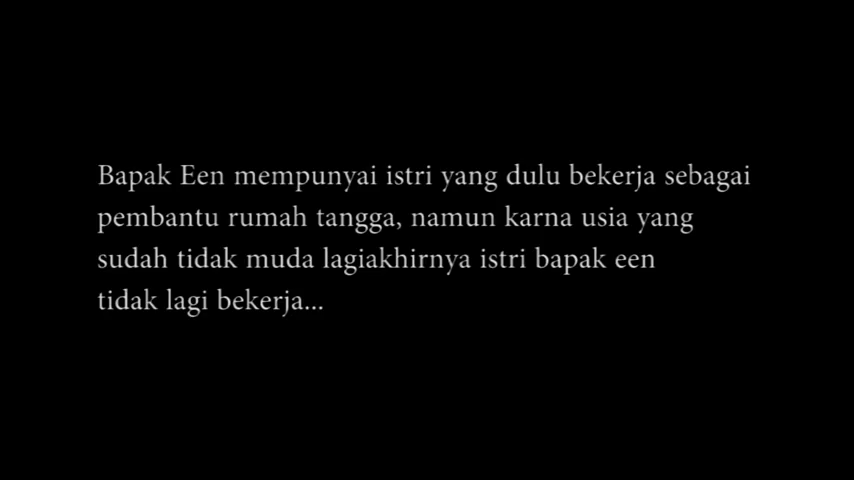 Bapak Een mempunyai istri yang dulu bekerja sebagai
pembantu rumah tangga, namun karna usia yang
sudah tidak muda lagiakhirnya istri bapak een
tidak lagi bekerja...